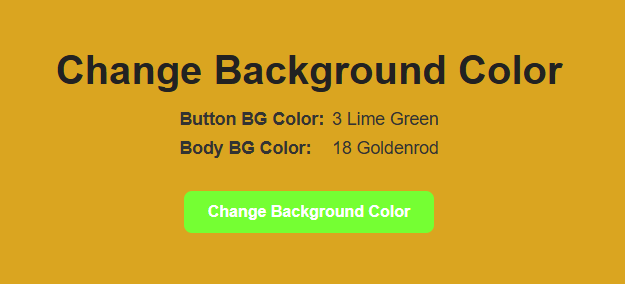 Change Background Color
Button BG Color: 3 Lime Green
Body BG Color: 18 Goldenrod
Change Background Color